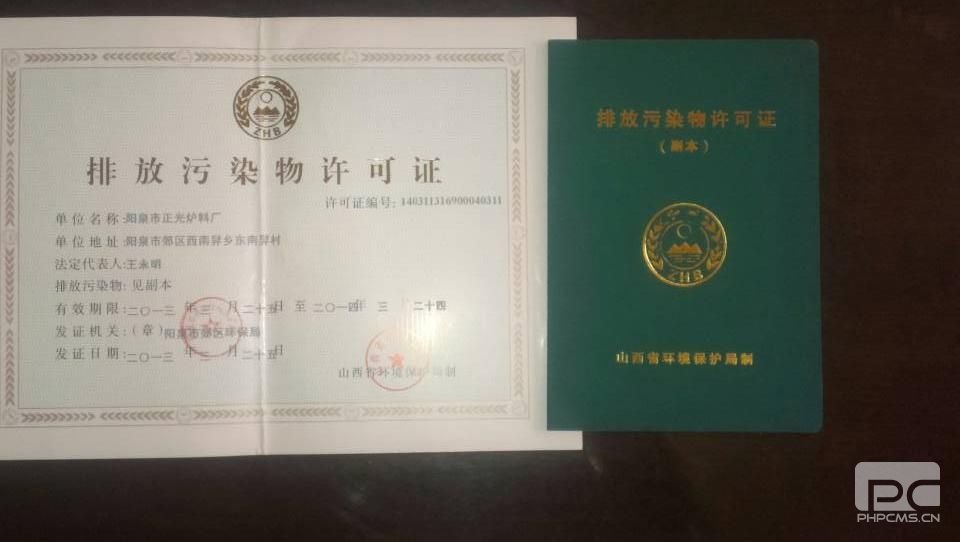 ZHB
排放污染物许可证
许可证编号: 140311316900040311
单位名称:阳泉市正光炉料厂
单位地址:阳泉市郊区西南舁乡东南舁村
法定代表人:王永明
排放污染物: 见副本
有效期限:二〇一三 年 三 月 二十五日 至 二〇一四年 三 二十四
发证机关:(章) 阳泉市郊区环保局
发证日期:二〇一三 年 三 月 二十五日
山西省环境保护局制
排放污染物许可证
(副本)
ZHB
山西省环境保护局制
PC
PHPCMS.CN